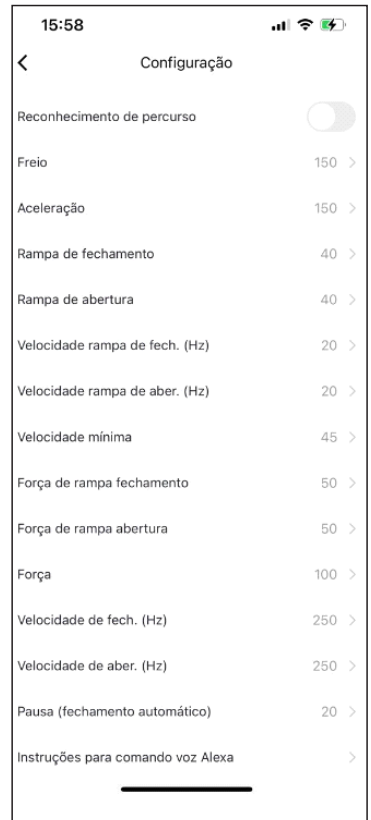 15:58
Configuração
Reconhecimento de percurso
Freio 150
Aceleração 150
Rampa de fechamento 40
Rampa de abertura 40
Velocidade rampa de fech. (Hz) 20
Velocidade rampa de aber. (Hz) 20
Velocidade mínima 45
Força de rampa fechamento 50
Força de rampa abertura 50
Força 100
Velocidade de fech. (Hz) 250
Velocidade de aber. (Hz) 250
Pausa (fechamento automático) 20
Instruções para comando voz Alexa